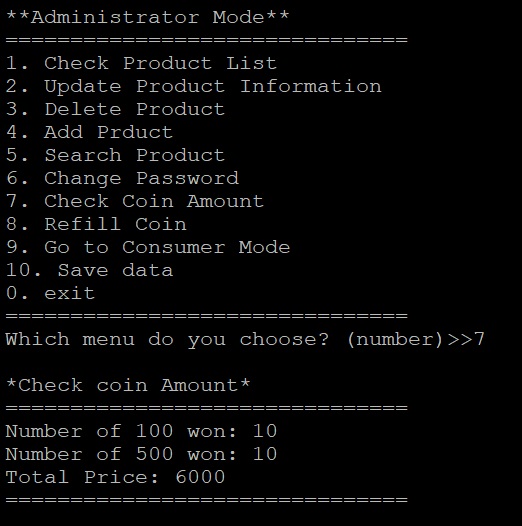 **Administrator Mode**
===============================
1. Check Product List
2. Update Product Information
3. Delete Product
4. Add Prduct
5. Search Product
6. Change Password
7. Check Coin Amount
8. Refill Coin
9. Go to Consumer Mode
10. Save data
0. exit
===============================
Which menu do you choose? (number)>>7
*Check coin Amount*
===============================
Number of 100 won: 10
Number of 500 won: 10
Total Price: 6000
===============================